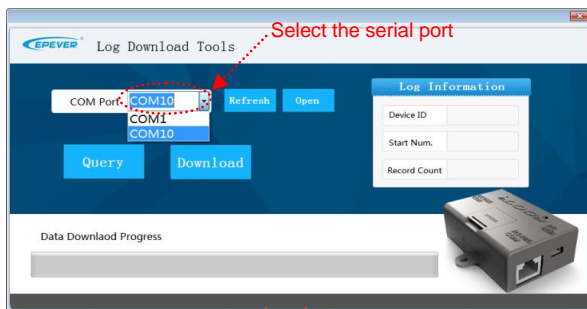 Select the serial port
EPEVER Log Download Tools
COM Port COM10 Refresh Open
COM1
COM10
Query Download
Log Information
Device ID
Start Num.
Record Count
Data Downlaod Progress